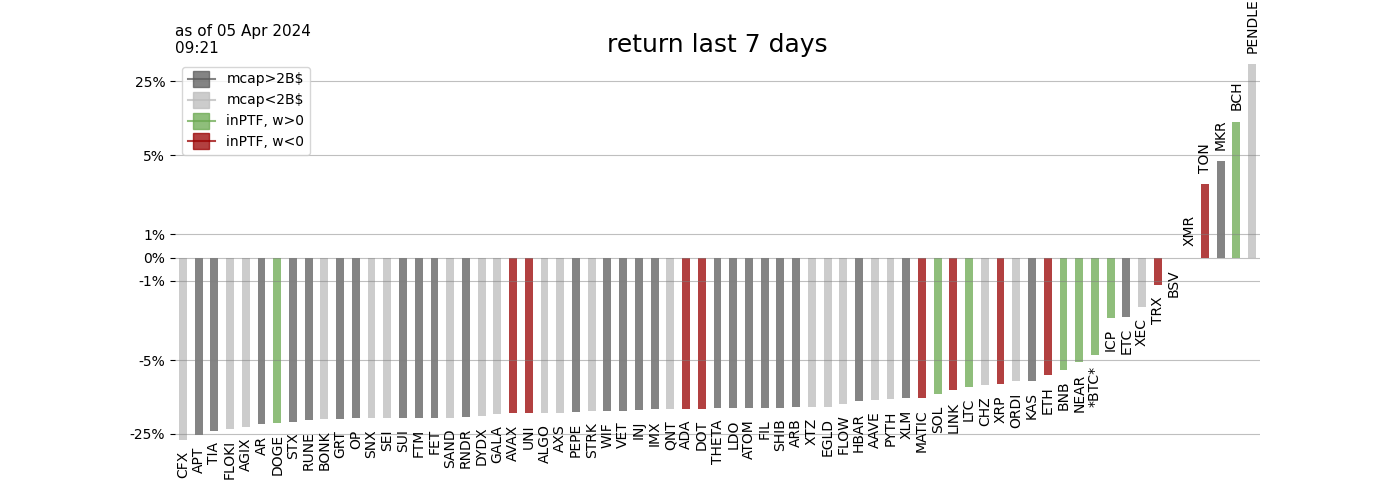 as of 05 Apr 2024
09:21
return last 7 days
mcap>2B$
mcap<2B$
inPTF, w>0
inPTF, w<0
25%
5%
1%
0%
-1%
-5%
-25%
CFX
APT
TIA
FLOKI
AGIX
AR
DOGE
STX
RUNE
BONK
GRT
OP
SNX
SEI
SUI
FTM
FET
SAND
RNDR
DYDX
GALA
AVAX
UNI
ALGO
AXS
PEPE
STRK
WIF
VET
INJ
IMX
QNT
ADA
DOT
THETA
LDO
ATOM
FIL
SHIB
ARB
XTZ
EGLD
FLOW
HBAR
AAVE
PYTH
XLM
MATIC
SOL
LINK
LTC
CHZ
XRP
ORDI
KAS
ETH
BNB
NEAR
*BTC*
ICP
ETC
XEC
TRX
BSV
XMR
TON
MKR
BCH
PENDLE